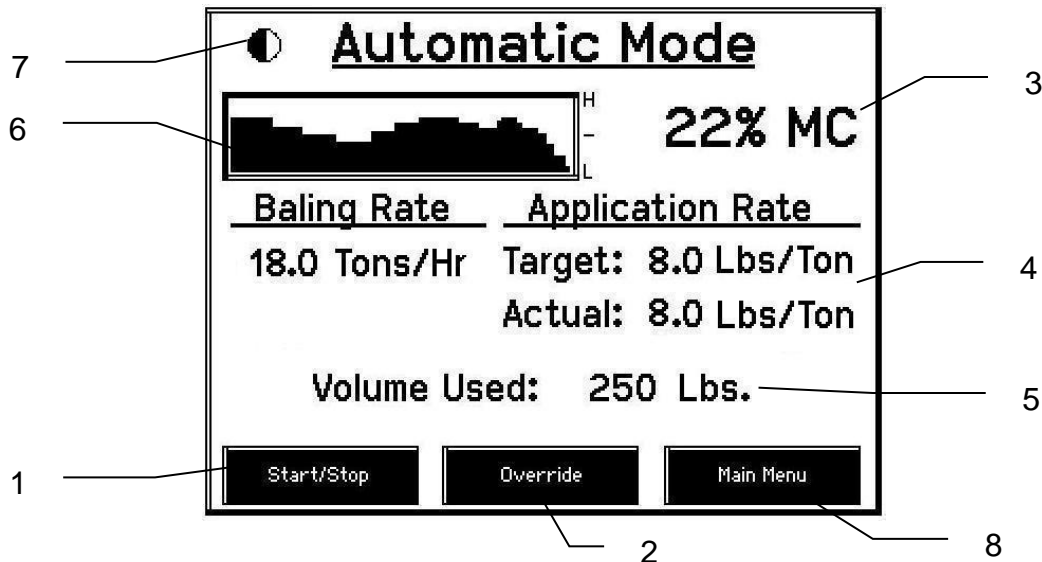 Automatic Mode
7
H
22% MC
3
6
–
L
Baling Rate Application Rate
18.0 Tons/Hr Target: 8.0 Lbs/Ton
4
Actual: 8.0 Lbs/Ton
Volume Used: 250 Lbs.
5
1
Start/Stop Override Main Menu
2
8